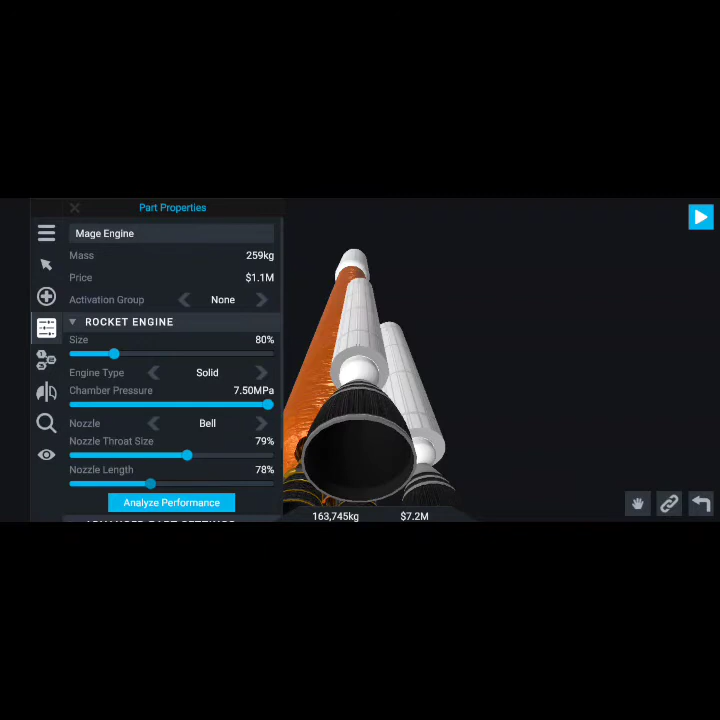 Part Properties
Mage Engine
Mass 259kg
Price $1.1M
Activation Group None
ROCKET ENGINE
Size 80%
Engine Type Solid
Chamber Pressure 7.50MPa
Nozzle Bell
Nozzle Throat Size 79%
Nozzle Length 78%
Analyze Performance
163,745kg $7.2M